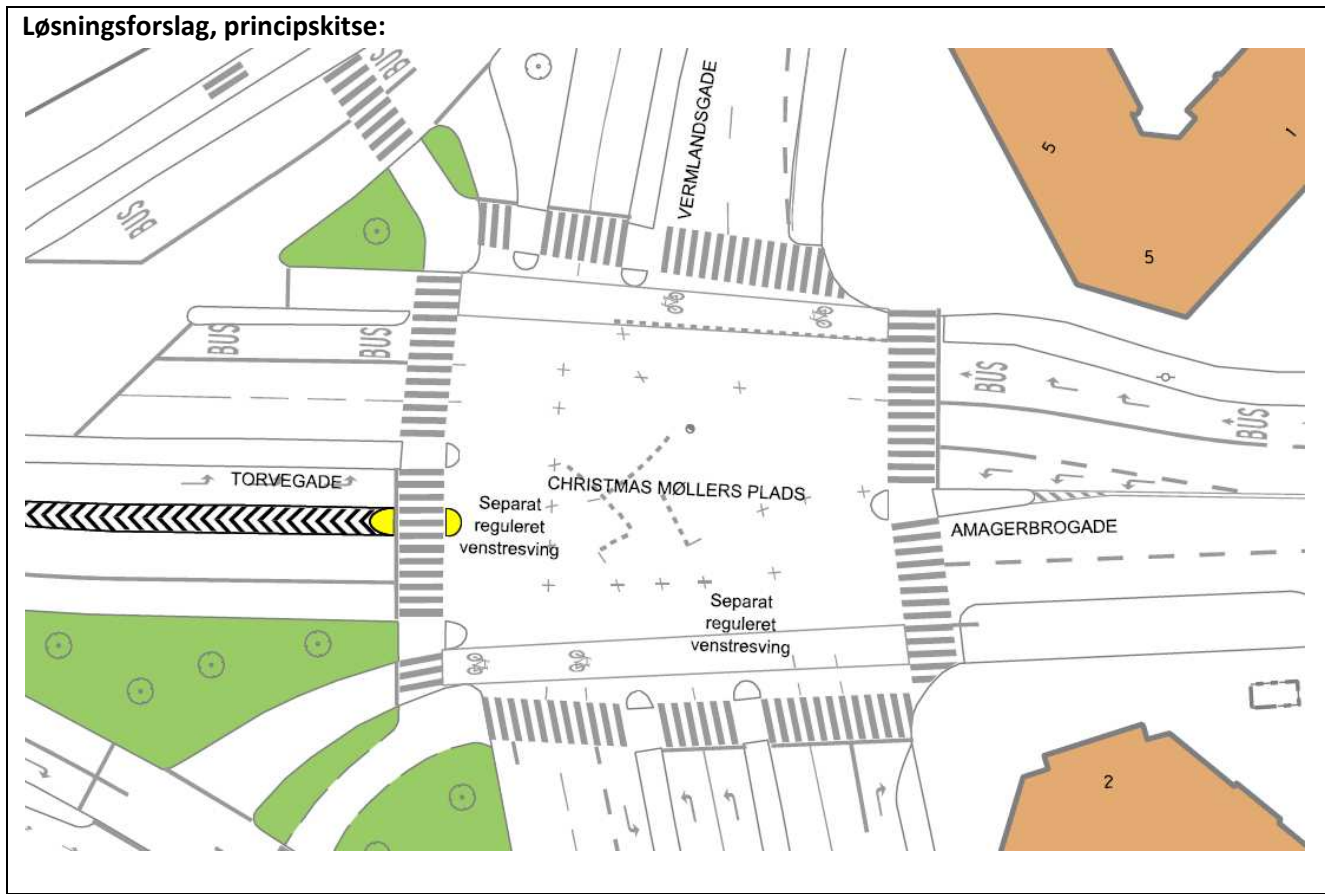 Løsningsforslag, principskitse:
BUS
VERMLANDSGADE
5
1
BUS
5
BUS
BUS
BUS
BUS
TORVEGADE
CHRISTMAS MØLLERS PLADS
Separat
reguleret
venstresving
AMAGERBROGADE
Separat
reguleret
venstresving
2